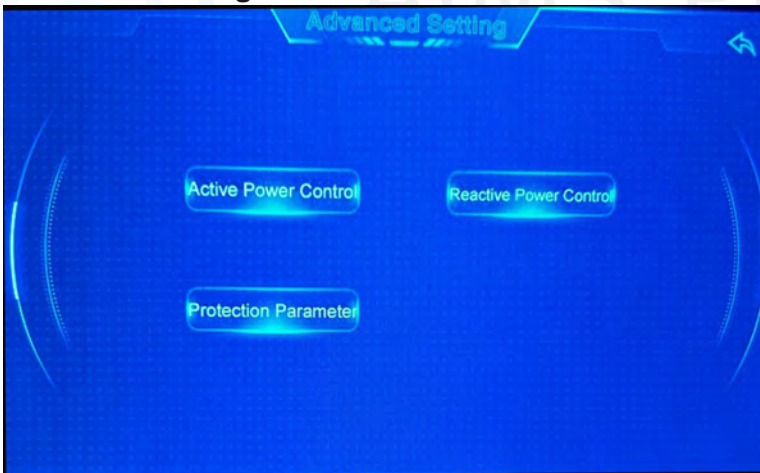 Advanced Setting
Active Power Control
Reactive Power Control
Protection Parameter